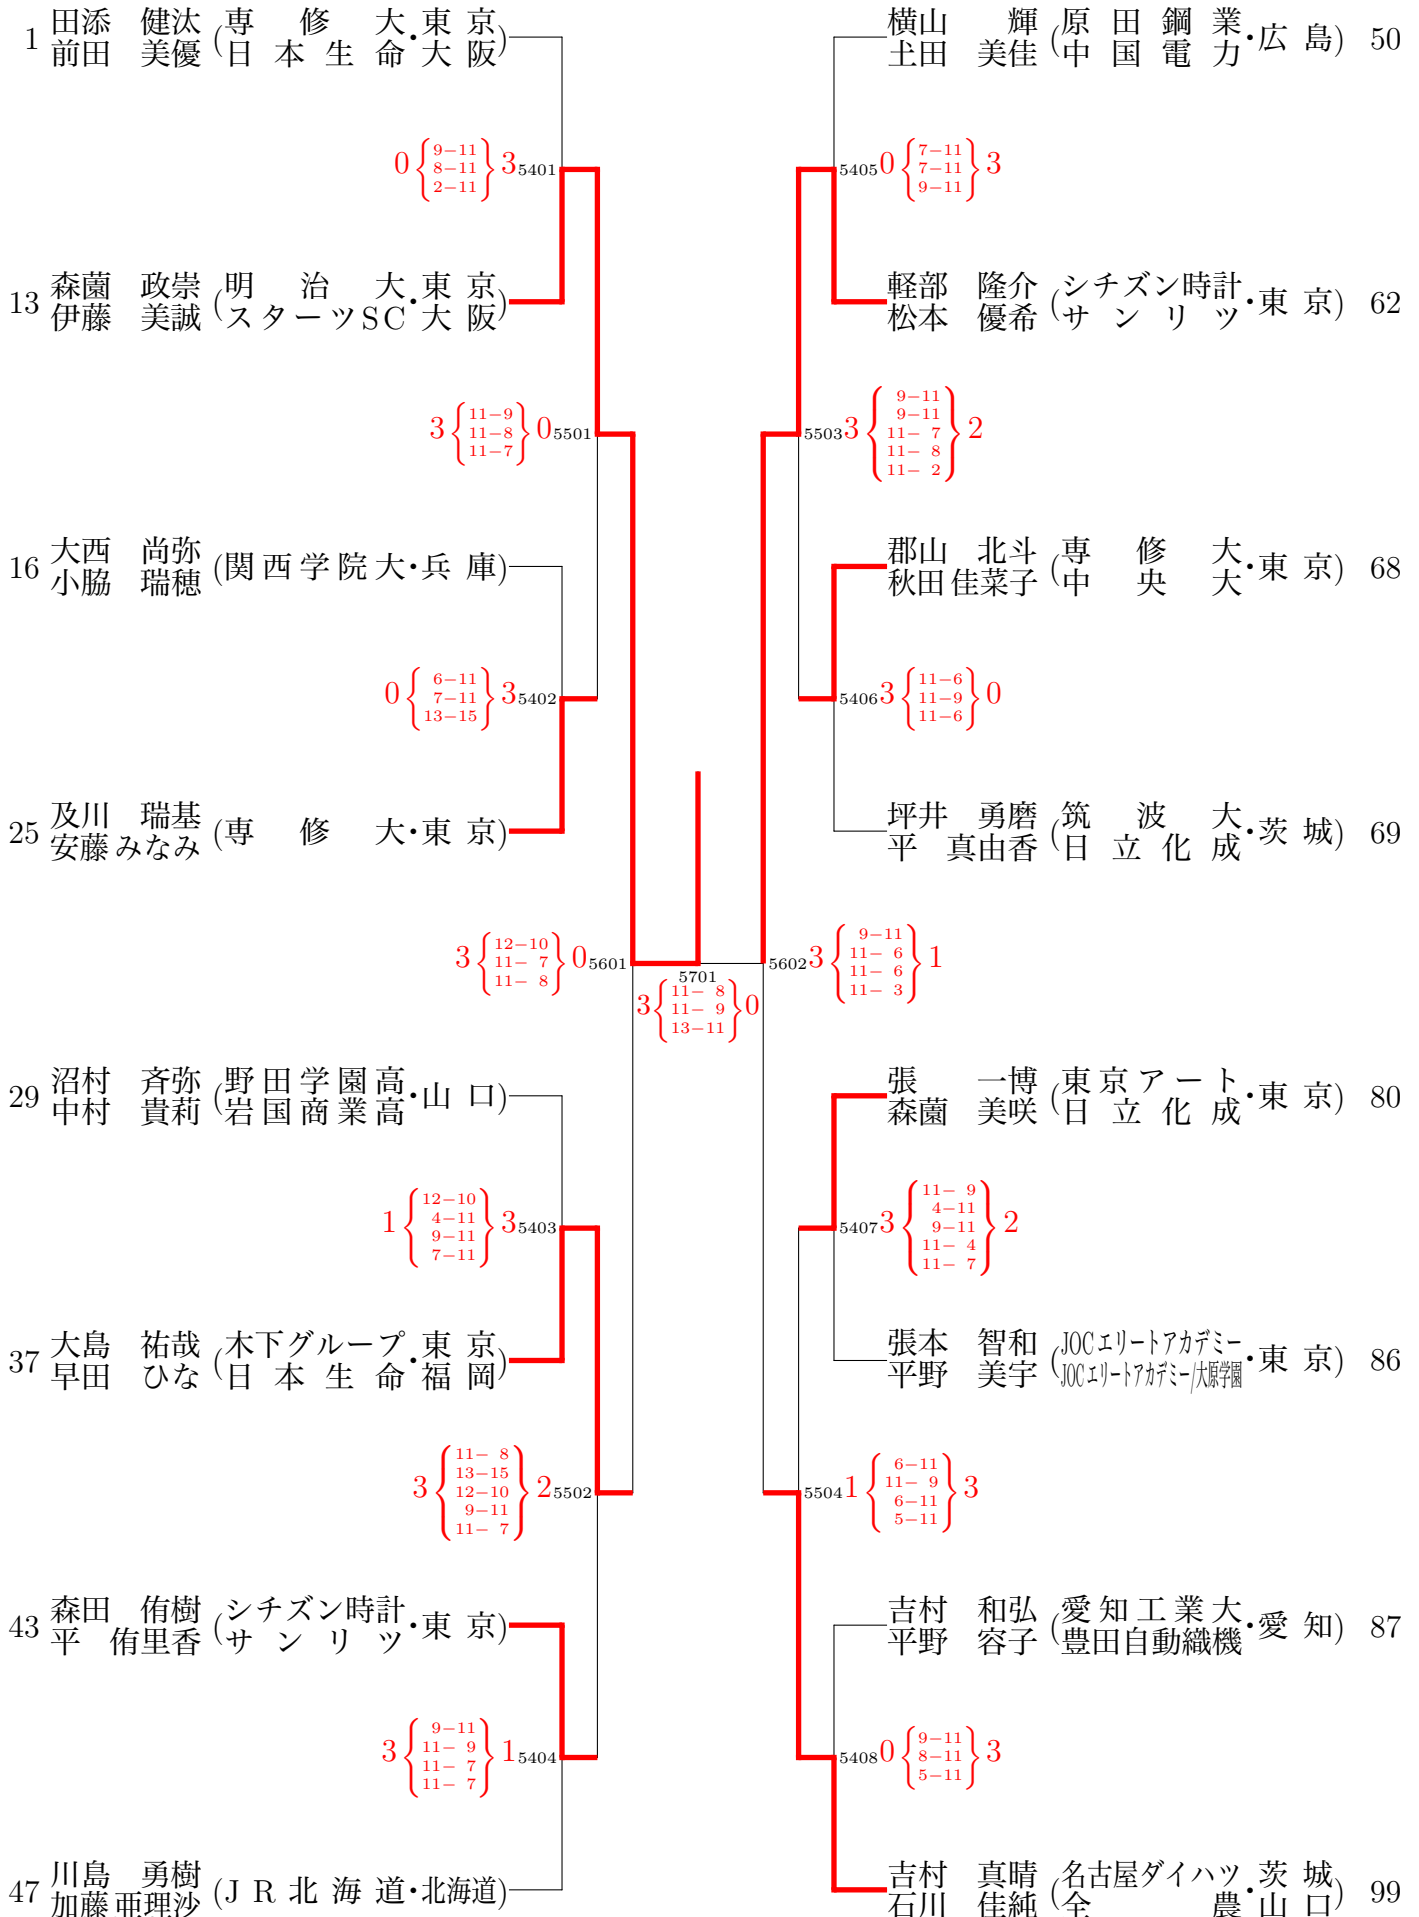 1 田添 健汰 (専修大・東京)
前田 美優 (日本生命・大阪)
0 { 9-11 8-11 2-11 } 3 5401
13 森薗 政崇 (明治大・東京)
伊藤 美誠 (スターツSC・大阪)
3 { 11-9 11-8 11-7 } 0 5501
16 大西 尚弥 (関西学院大・兵庫)
小脇 瑞穂
0 { 6-11 7-11 13-15 } 3 5402
25 及川 瑞基 (専修大・東京)
安藤 みなみ
3 { 12-10 11-7 11-8 } 0 5601
29 沼村 斉弥 (野田学園高・山口)
中村 貴莉 (岩国商業高・山口)
1 { 12-10 4-11 9-11 7-11 } 3 5403
37 大島 祐哉 (木下グループ・東京)
早田 ひな (日本生命・福岡)
3 { 11-8 13-15 12-10 9-11 11-7 } 2 5502
43 森田 侑樹 (シチズン時計・東京)
平 侑里香 (サンリツ・東京)
3 { 9-11 11-9 11-7 11-7 } 1 5404
47 川島 勇樹 (JR北海道・北海道)
加藤 亜理沙
5701
3 { 11-8 11-9 13-11 } 0
横山 輝 (原田鋼業・広島) 50
土田 美佳 (中国電力・広島)
5405 0 { 7-11 7-11 9-11 } 3
軽部 隆介 (シチズン時計・東京) 62
松本 優希 (サンリツ・東京)
5503 3 { 9-11 9-11 11-7 11-8 11-2 } 2
郡山 北斗 (専修大・東京) 68
秋田 佳菜子 (中央大・東京)
5406 3 { 11-6 11-9 11-6 } 0
坪井 勇磨 (筑波大・茨城) 69
平 真由香 (日立化成・茨城)
5602 3 { 9-11 11-6 11-6 11-3 } 1
張 一博 (東京アート・東京) 80
森薗 美咲 (日立化成・東京)
5407 3 { 11-9 4-11 9-11 11-4 11-7 } 2
張本 智和 (JOCエリートアカデミー・東京) 86
平野 美宇 (JOCエリートアカデミー/大原学園・東京)
5504 1 { 6-11 11-9 6-11 5-11 } 3
吉村 和弘 (愛知工業大・愛知) 87
平野 容子 (豊田自動織機・愛知)
5408 0 { 9-11 8-11 5-11 } 3
吉村 真晴 (名古屋ダイハツ・茨城) 99
石川 佳純 (全農・山口)